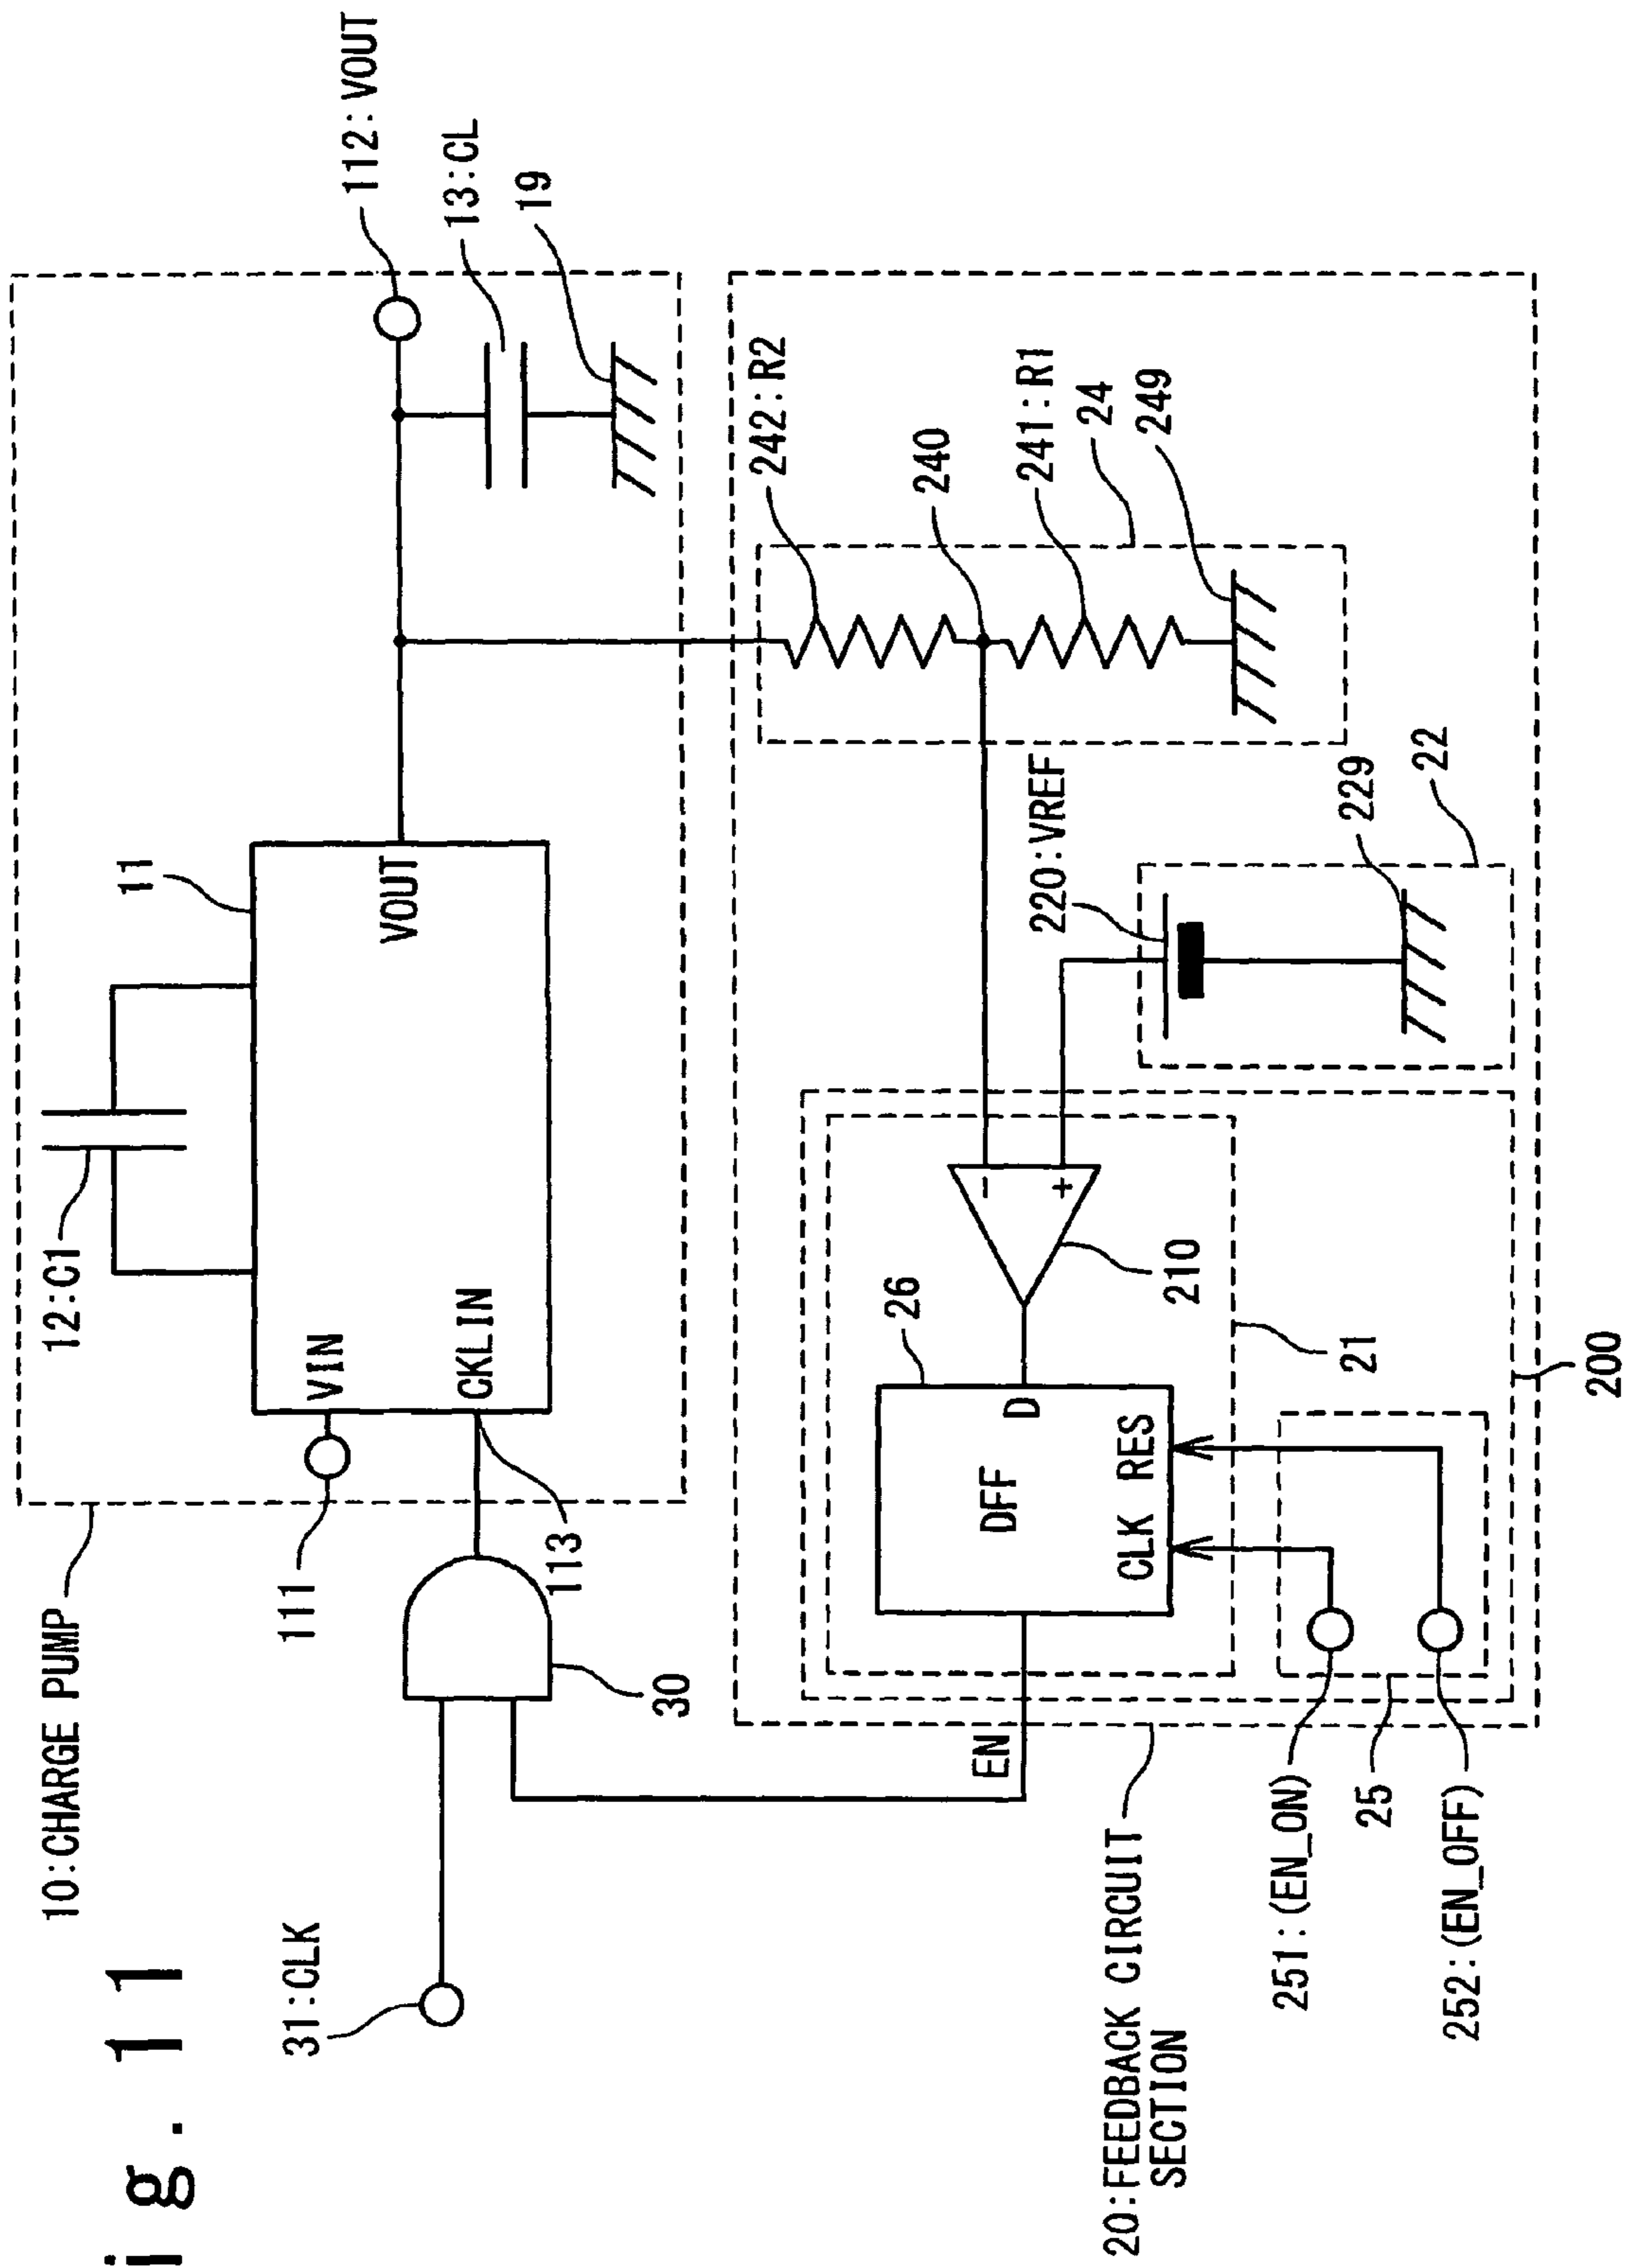 ig. 11
10:CHARGE PUMP
12:C1
11
112:VOUT
13:CL
19
31:CLK
111
VIN
CKLIN
VOUT
113
30
EN
242:R2
240
241:R1
24
249
220:VREF
229
22
26
DFF
D
CLK RES
210
21
200
20:FEEDBACK CIRCUIT
SECTION
251:(EN_ON)
25
252:(EN_OFF)